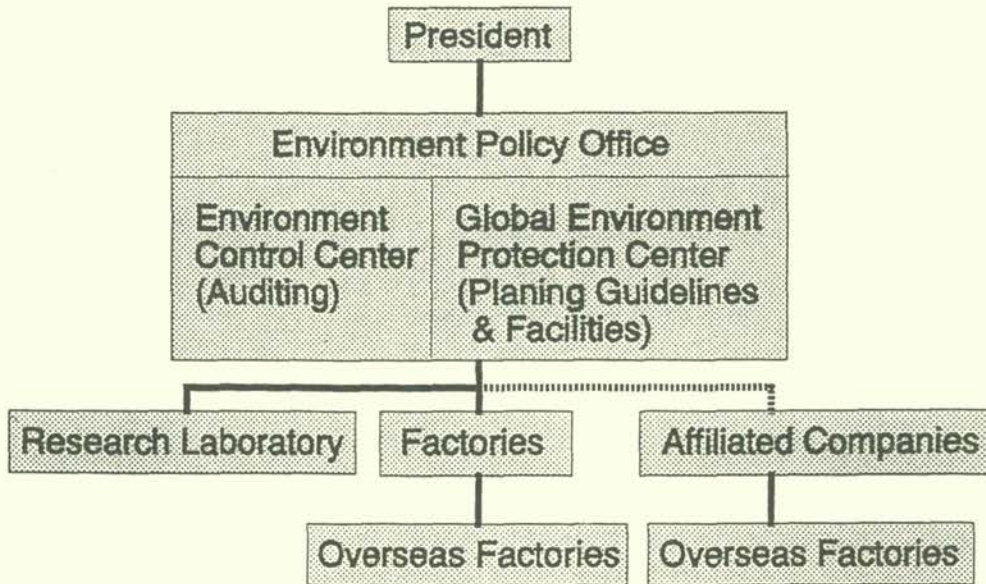 President
Environment Policy Office
Environment
Control Center
(Auditing)
Global Environment
Protection Center
(Planing Guidelines
& Facilities)
Research Laboratory
Factories
Affiliated Companies
Overseas Factories
Overseas Factories